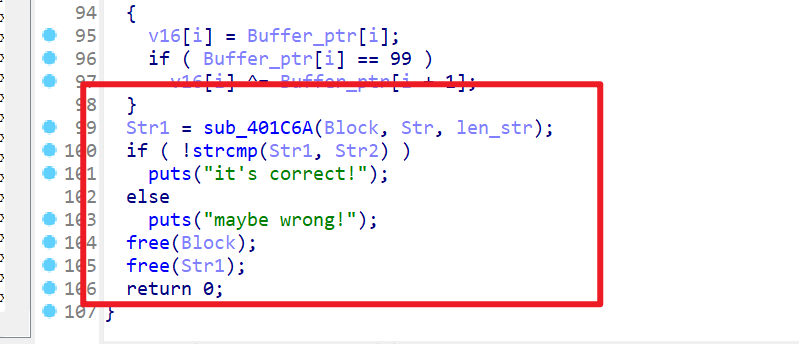 94 {
95 v16[i] = Buffer_ptr[i];
96 if ( Buffer_ptr[i] == 99 )
97 v16[i] ^= Buffer_ptr[i + 1];
98 }
99 Str1 = sub_401C6A(Block, Str, len_str);
100 if ( !strcmp(Str1, Str2) )
101 puts("it's correct!");
102 else
103 puts("maybe wrong!");
104 free(Block);
105 free(Str1);
106 return 0;
107 }